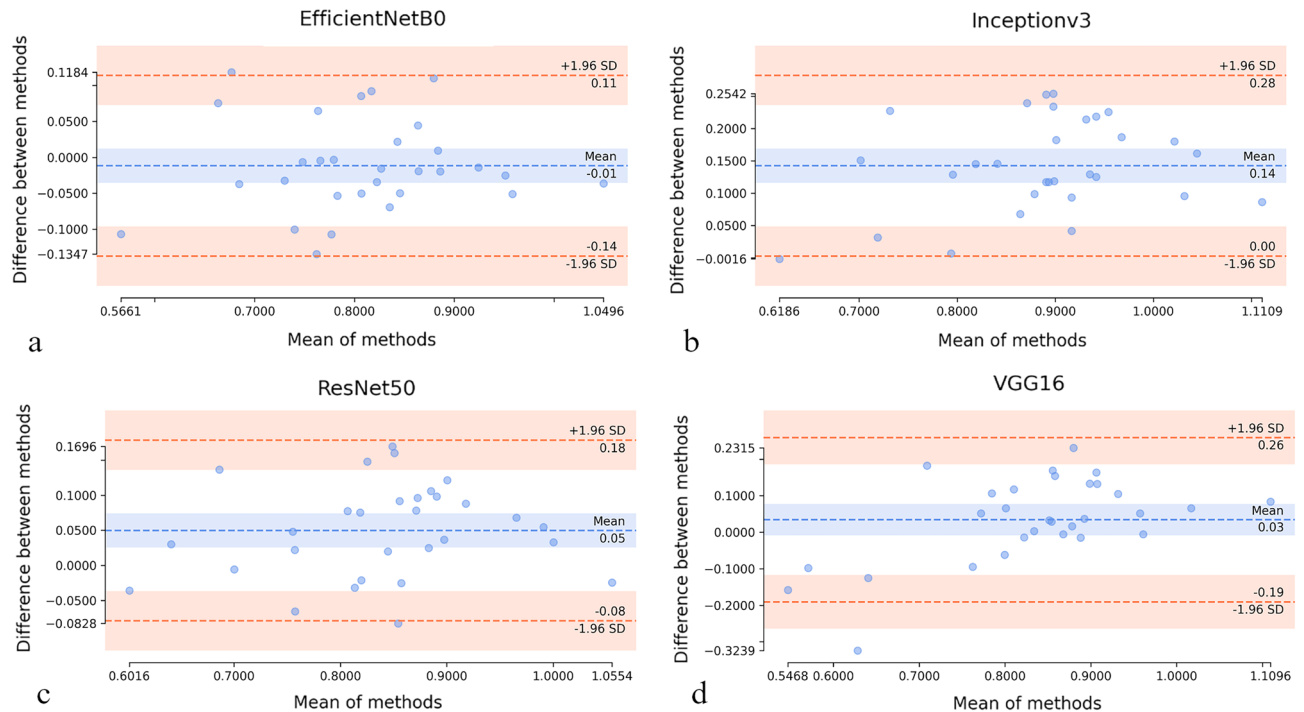 EfficientNetB0
Difference between methods
0.1184
0.0500
0.0000
−0.0500
−0.1000
−0.1347
+1.96 SD
0.11
Mean
-0.01
-0.14
-1.96 SD
0.5661
0.7000
0.8000
0.9000
1.0496
Mean of methods
a
Inceptionv3
Difference between methods
0.2542
0.2000
0.1500
0.1000
0.0500
−0.0016
+1.96 SD
0.28
Mean
0.14
0.00
-1.96 SD
0.6186
0.7000
0.8000
0.9000
1.0000
1.1109
Mean of methods
b
ResNet50
Difference between methods
0.1696
0.1000
0.0500
0.0000
−0.0500
−0.0828
+1.96 SD
0.18
Mean
0.05
-0.08
-1.96 SD
0.6016
0.7000
0.8000
0.9000
1.0000
1.0554
Mean of methods
c
VGG16
Difference between methods
0.2315
0.1000
0.0000
−0.1000
−0.2000
−0.3239
+1.96 SD
0.26
Mean
0.03
-0.19
-1.96 SD
0.5468
0.6000
0.7000
0.8000
0.9000
1.0000
1.1096
Mean of methods
d